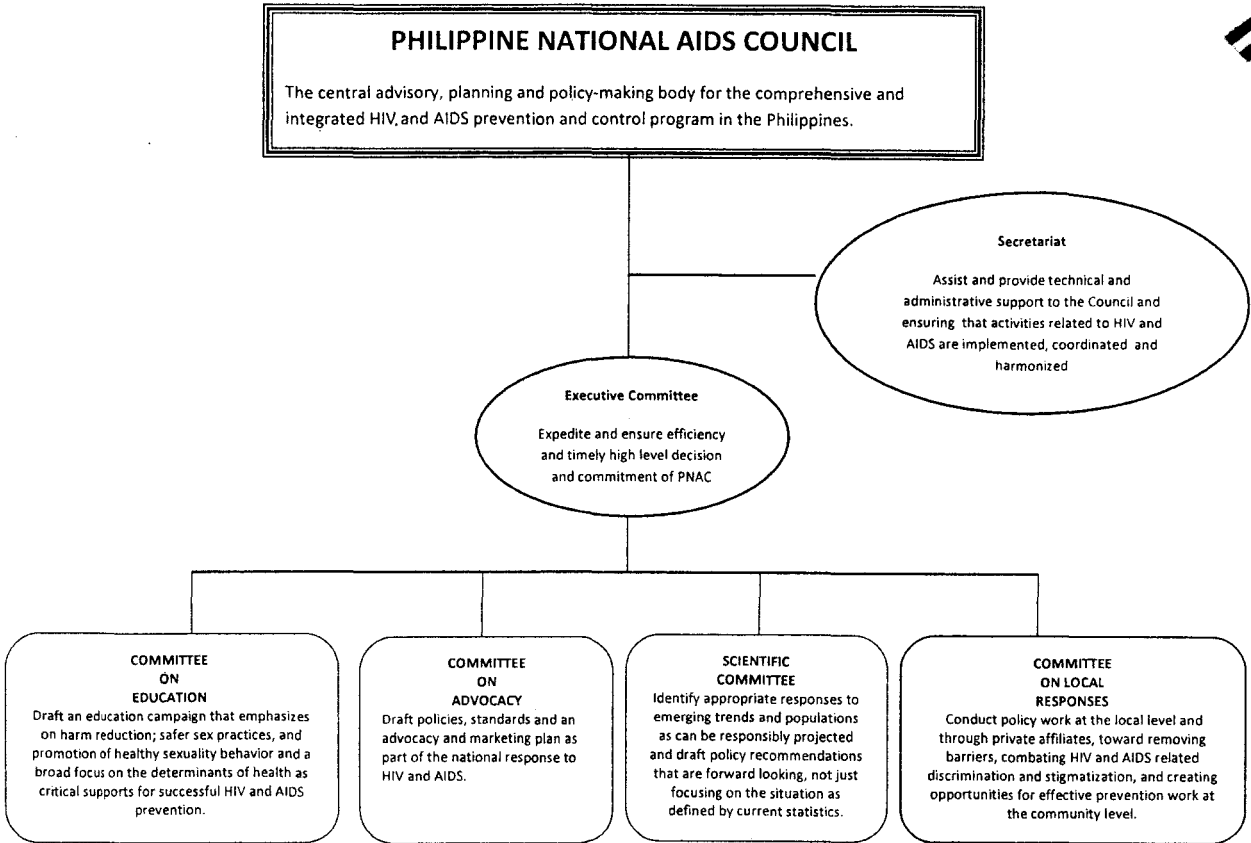 PHILIPPINE NATIONAL AIDS COUNCIL
The central advisory, planning and policy-making body for the comprehensive and
integrated HIV, and AIDS prevention and control program in the Philippines.
Secretariat
Assist and provide technical and
administrative support to the Council and
ensuring that activities related to HIV and
AIDS are implemented, coordinated and
harmonized
Executive Committee
Expedite and ensure efficiency
and timely high level decision
and commitment of PNAC
COMMITTEE
ON
EDUCATION
Draft an education campaign that emphasizes
on harm reduction; safer sex practices, and
promotion of healthy sexuality behavior and a
broad focus on the determinants of health as
critical supports for successful HIV and AIDS
prevention.
COMMITTEE
ON
ADVOCACY
Draft policies, standards and an
advocacy and marketing plan as
part of the national response to
HIV and AIDS.
SCIENTIFIC
COMMITTEE
Identify appropriate responses to
emerging trends and populations
as can be responsibly projected
and draft policy recommendations
that are forward looking, not just
focusing on the situation as
defined by current statistics.
COMMITTEE
ON LOCAL
RESPONSES
Conduct policy work at the local level and
through private affiliates, toward removing
barriers, combating HIV and AIDS related
discrimination and stigmatization, and creating
opportunities for effective prevention work at
the community level.